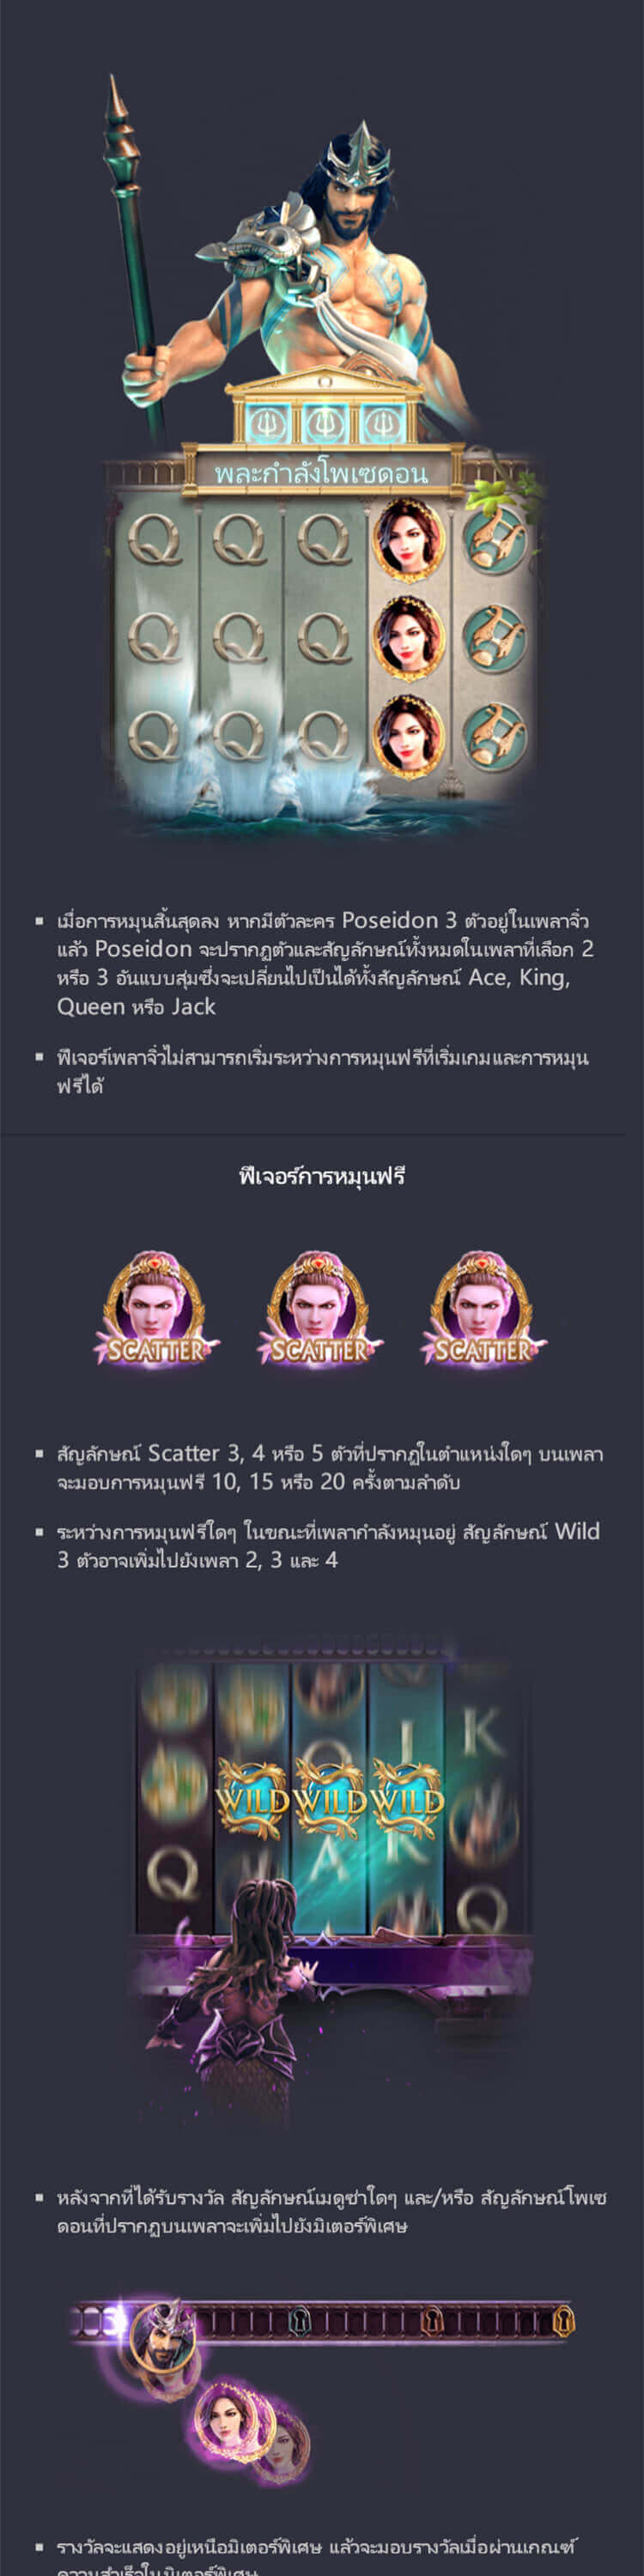 พละกำลังโพเซดอน
Q Q Q
Q Q Q
Q Q Q
▪ เมื่อการหมุนสิ้นสุดลง หากมีตัวละคร Poseidon 3 ตัวอยู่ในเพลาจิ๋ว
แล้ว Poseidon จะปรากฏตัวและสัญลักษณ์ทั้งหมดในเพลาที่เลือก 2
หรือ 3 อันแบบสุ่มซึ่งจะเปลี่ยนไปเป็นได้ทั้งสัญลักษณ์ Ace, King,
Queen หรือ Jack
▪ ฟีเจอร์เพลาจิ๋วไม่สามารถเริ่มระหว่างการหมุนฟรีที่เริ่มเกมและการหมุน
ฟรีได้
ฟีเจอร์การหมุนฟรี
SCATTER SCATTER SCATTER
▪ สัญลักษณ์ Scatter 3, 4 หรือ 5 ตัวที่ปรากฏในตำแหน่งใดๆ บนเพลา
จะมอบการหมุนฟรี 10, 15 หรือ 20 ครั้งตามลำดับ
▪ ระหว่างการหมุนฟรีใดๆ ในขณะที่เพลากำลังหมุนอยู่ สัญลักษณ์ Wild
3 ตัวอาจเพิ่มไปยังเพลา 2, 3 และ 4
J K
WILD WILD WILD
Q A K Q
▪ หลังจากที่ได้รับรางวัล สัญลักษณ์เมดูซ่าใดๆ และ/หรือ สัญลักษณ์โพเซ
ดอนที่ปรากฏบนเพลาจะเพิ่มไปยังมิเตอร์พิเศษ
▪ รางวัลจะแสดงอยู่เหนือมิเตอร์พิเศษ แล้วจะมอบรางวัลเมื่อผ่านเกณฑ์
ความสำเร็จในมิเตอร์พิเศษ